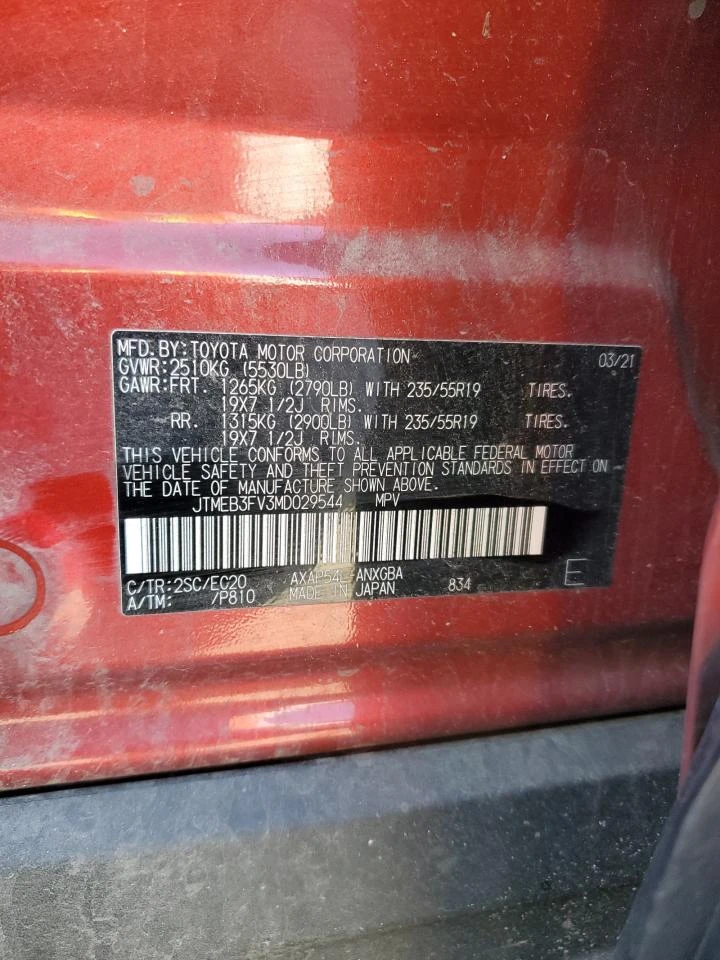 MFD.BY:TOYOTA MOTOR CORPORATION 03/21
GVWR:2510KG (5530LB)
GAWR:FRT. 1265KG (2790LB) WITH 235/55R19 TIRES.
19X7 1/2J RIMS.
RR. 1315KG (2900LB) WITH 235/55R19 TIRES.
19X7 1/2J RIMS.
THIS VEHICLE CONFORMS TO ALL APPLICABLE FEDERAL MOTOR
VEHICLE SAFETY AND THEFT PREVENTION STANDARDS IN EFFECT ON
THE DATE OF MANUFACTURE SHOWN ABOVE.
JTMEB3FV3MD029544 MPV
C/TR:2SC/EC20 AXAP54L-ANXGBA
A/TM: /P810 MADE IN JAPAN 834 E